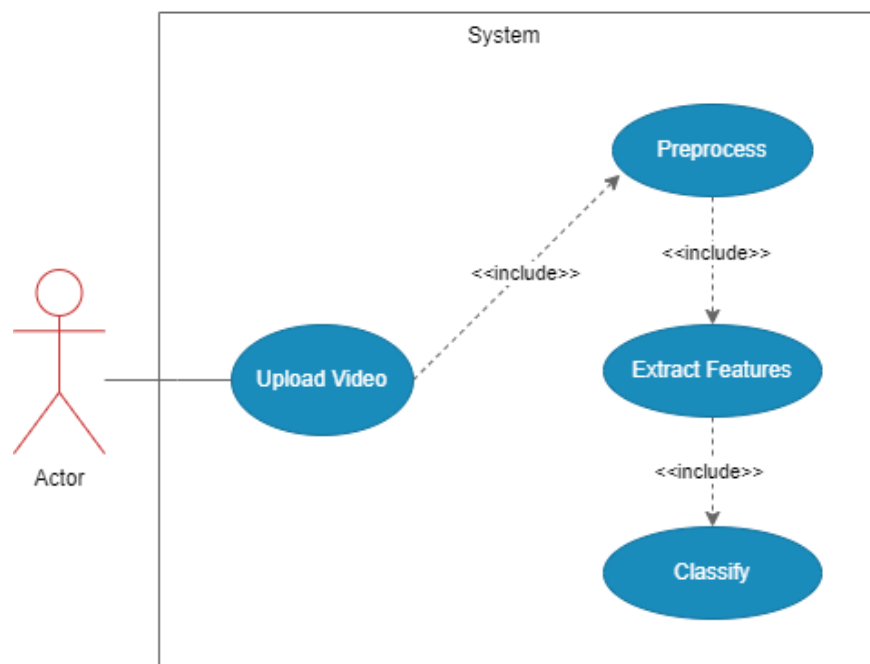 System
Preprocess
<<include>>
<<include>>
Upload Video
Extract Features
Actor
<<include>>
Classify